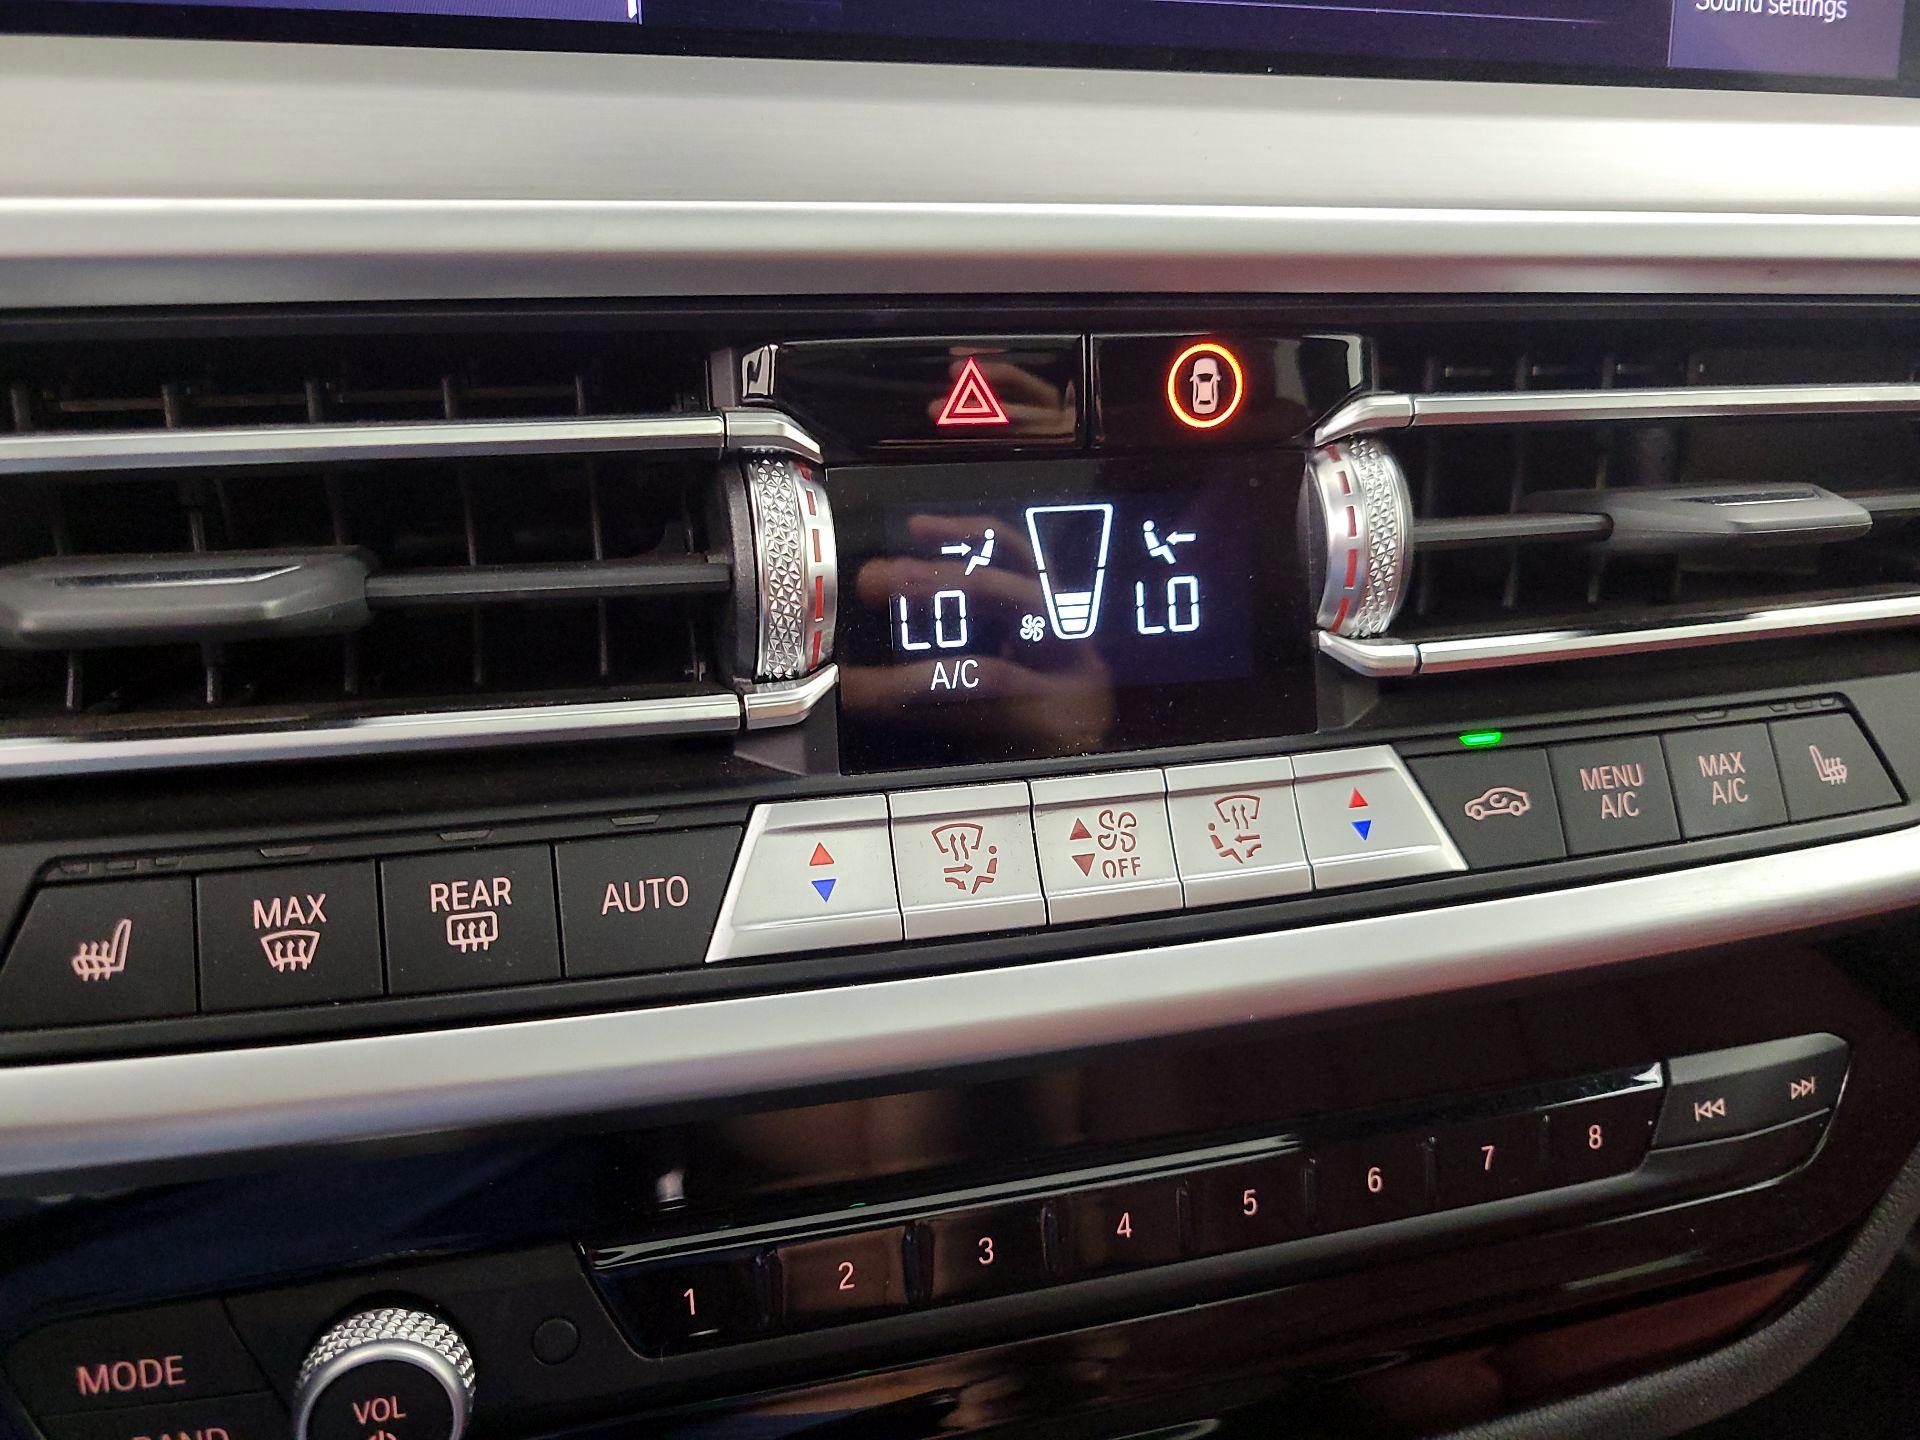 Sound settings
LO
LO
A/C
MAX
REAR
AUTO
OFF
MENU
A/C
MAX
A/C
1
2
3
4
5
6
7
8
MODE
VOL
BAND